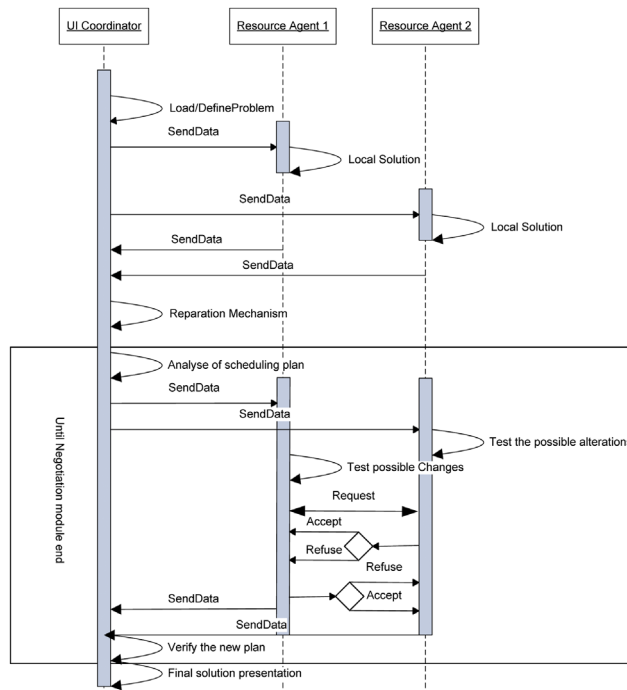 UI Coordinator
Resource Agent 1
Resource Agent 2
Load/DefineProblem
SendData
Local Solution
SendData
Local Solution
SendData
SendData
Reparation Mechanism
Analyse of scheduling plan
SendData
SendData
Test the possible alterations
Test possible Changes
Until Negotiation module end
Request
Accept
Refuse
Refuse
Accept
SendData
SendData
Verify the new plan
Final solution presentation